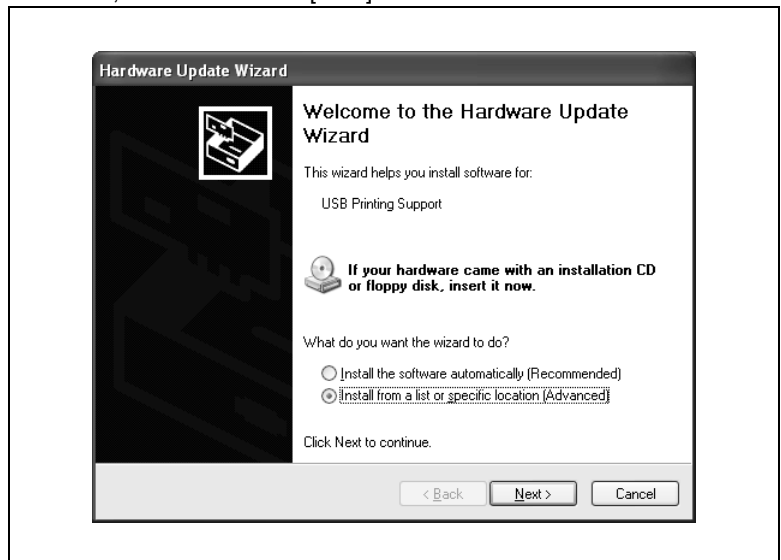 Hardware Update Wizard
Welcome to the Hardware Update
Wizard
This wizard helps you install software for:
USB Printing Support
If your hardware came with an installation CD
or floppy disk, insert it now.
What do you want the wizard to do?
Install the software automatically (Recommended)
Install from a list or specific location (Advanced)
Click Next to continue.
< Back Next > Cancel